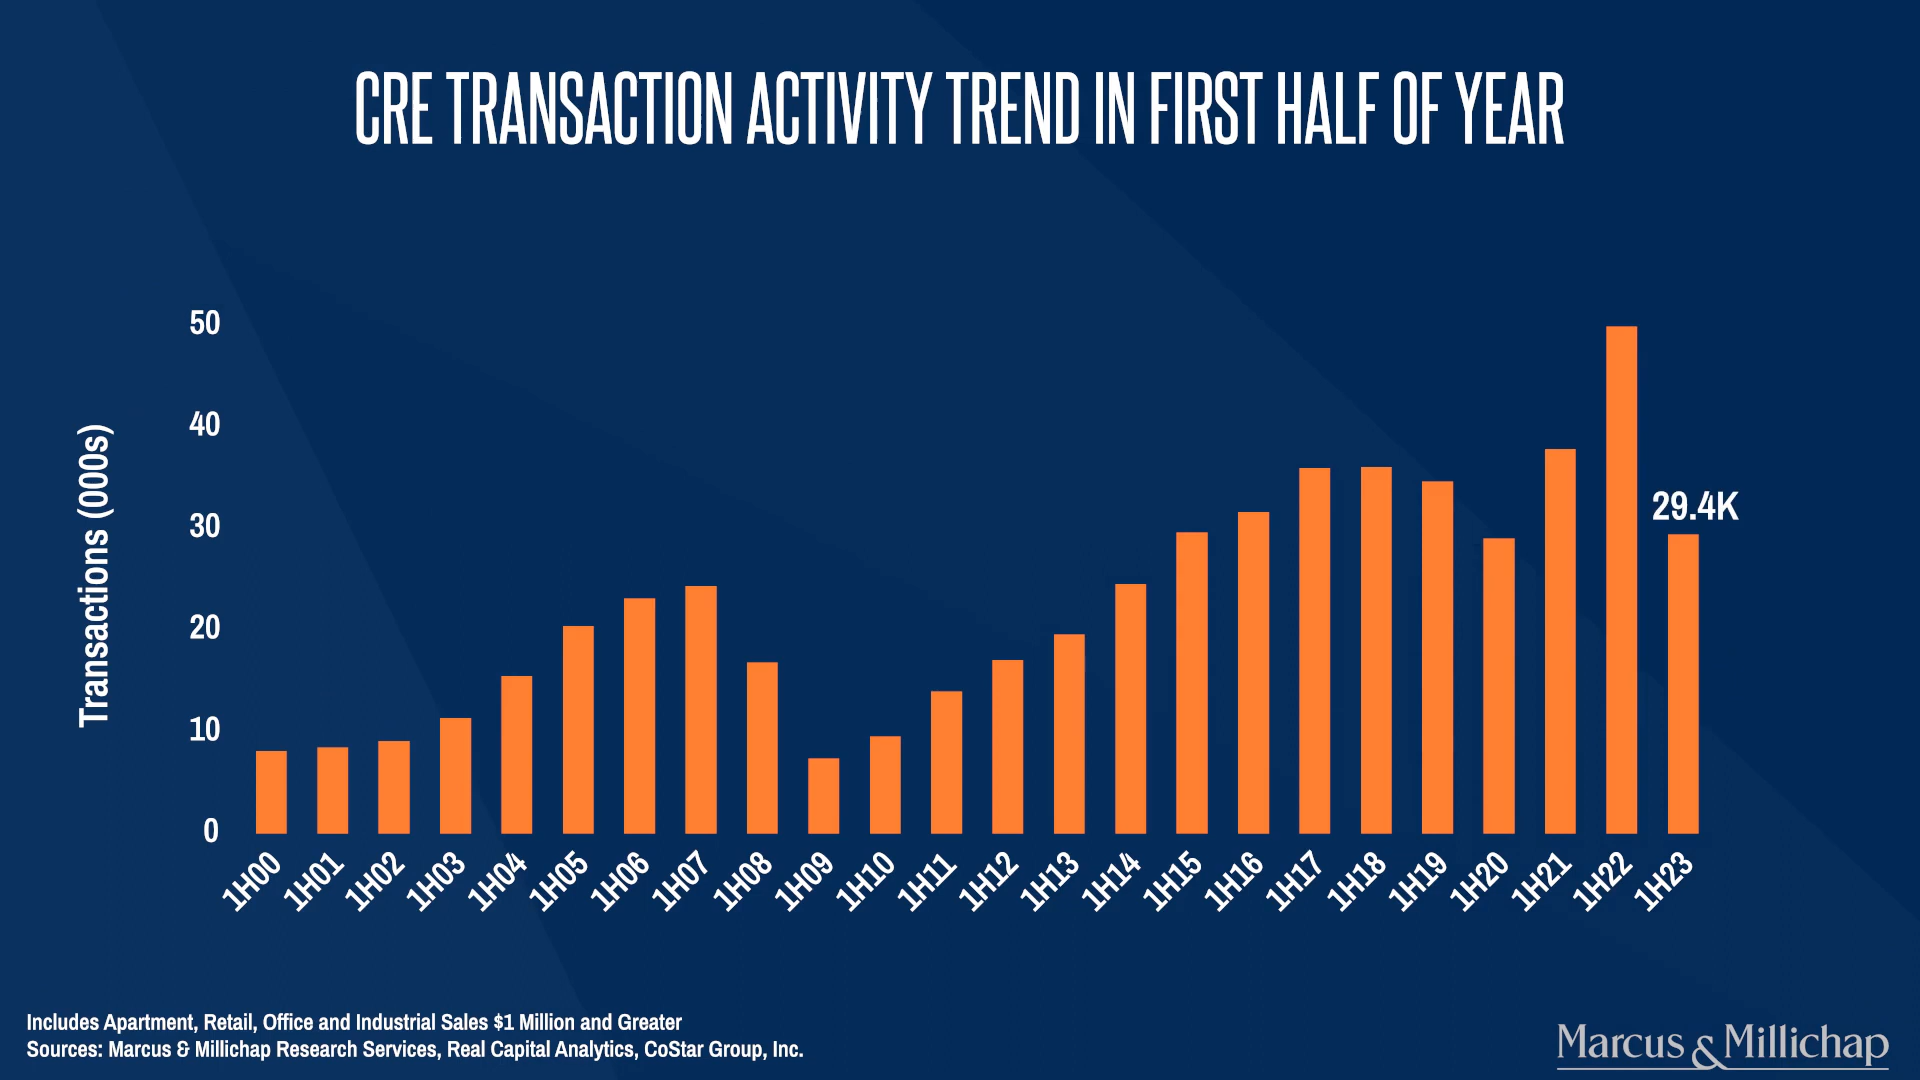 CRE TRANSACTION ACTIVITY TREND IN FIRST HALF OF YEAR
Transactions (000s)
50
40
30
20
10
0
29.4K
1H00 1H01 1H02 1H03 1H04 1H05 1H06 1H07 1H08 1H09 1H10 1H11 1H12 1H13 1H14 1H15 1H16 1H17 1H18 1H19 1H20 1H21 1H22 1H23
Includes Apartment, Retail, Office and Industrial Sales $1 Million and Greater
Sources: Marcus & Millichap Research Services, Real Capital Analytics, CoStar Group, Inc.
Marcus & Millichap